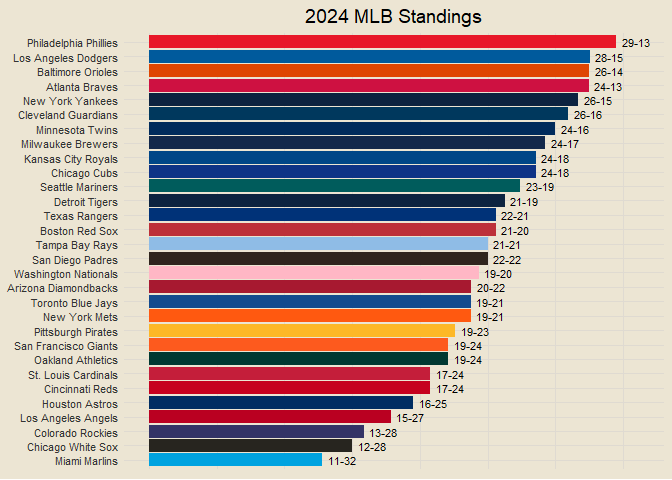 2024 MLB Standings
Philadelphia Phillies 29-13
Los Angeles Dodgers 28-15
Baltimore Orioles 26-14
Atlanta Braves 24-13
New York Yankees 26-15
Cleveland Guardians 26-16
Minnesota Twins 24-16
Milwaukee Brewers 24-17
Kansas City Royals 24-18
Chicago Cubs 24-18
Seattle Mariners 23-19
Detroit Tigers 21-19
Texas Rangers 22-21
Boston Red Sox 21-20
Tampa Bay Rays 21-21
San Diego Padres 22-22
Washington Nationals 19-20
Arizona Diamondbacks 20-22
Toronto Blue Jays 19-21
New York Mets 19-21
Pittsburgh Pirates 19-23
San Francisco Giants 19-24
Oakland Athletics 19-24
St. Louis Cardinals 17-24
Cincinnati Reds 17-24
Houston Astros 16-25
Los Angeles Angels 15-27
Colorado Rockies 13-28
Chicago White Sox 12-28
Miami Marlins 11-32